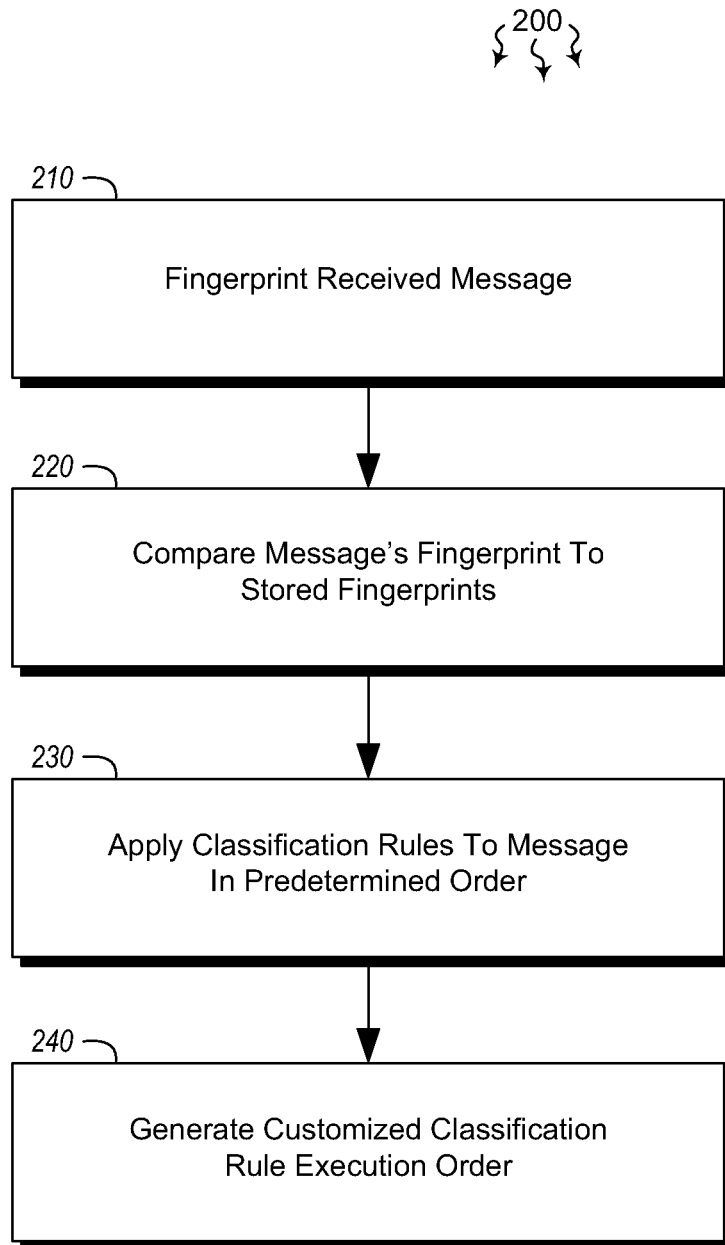 200
210
Fingerprint Received Message
220
Compare Message’s Fingerprint To
Stored Fingerprints
230
Apply Classification Rules To Message
In Predetermined Order
240
Generate Customized Classification
Rule Execution Order